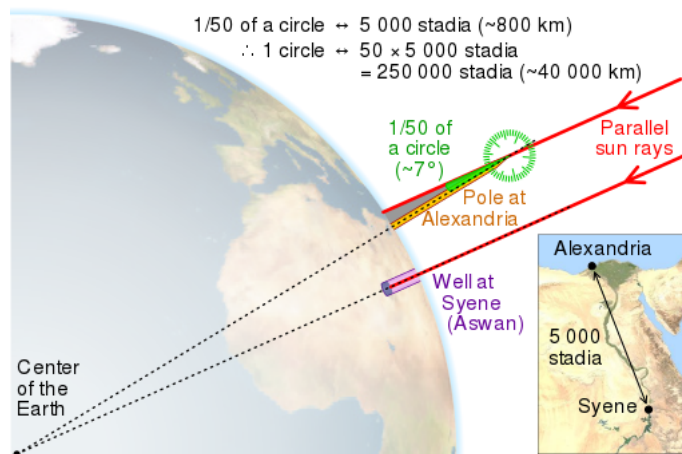 1/50 of a circle ↔ 5 000 stadia (~800 km)
∴ 1 circle ↔ 50 × 5 000 stadia
= 250 000 stadia (~40 000 km)
1/50 of
a circle
(~7°)
Parallel
sun rays
Pole at
Alexandria
Well at
Syene
(Aswan)
Center
of the
Earth
Alexandria
5 000
stadia
Syene